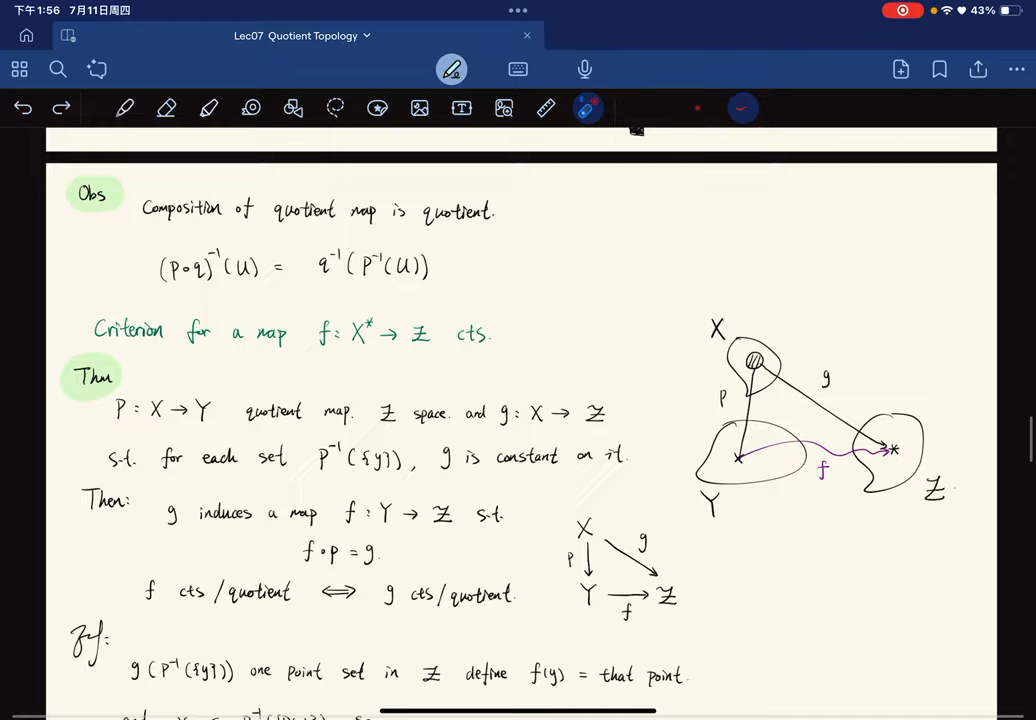 下午1:56 7月11日周四
43%
Lec07 Quotient Topology
Obs
Composition of quotient map is quotient.
(p∘q)⁻¹(U) = q⁻¹(p⁻¹(U))
Criterion for a map f: X* → Z cts.
Thm
P: X → Y quotient map. Z space. and g: X → Z
s.t. for each set p⁻¹({y}), g is constant on it.
Then:
g induces a map f: Y → Z s.t.
f∘p = g.
f cts/quotient ⟺ g cts/quotient.
X
P
g
f
Y
Z
X
P
g
Y
Z
f
g(p⁻¹({y})) one point set in Z define f(y) = that point.